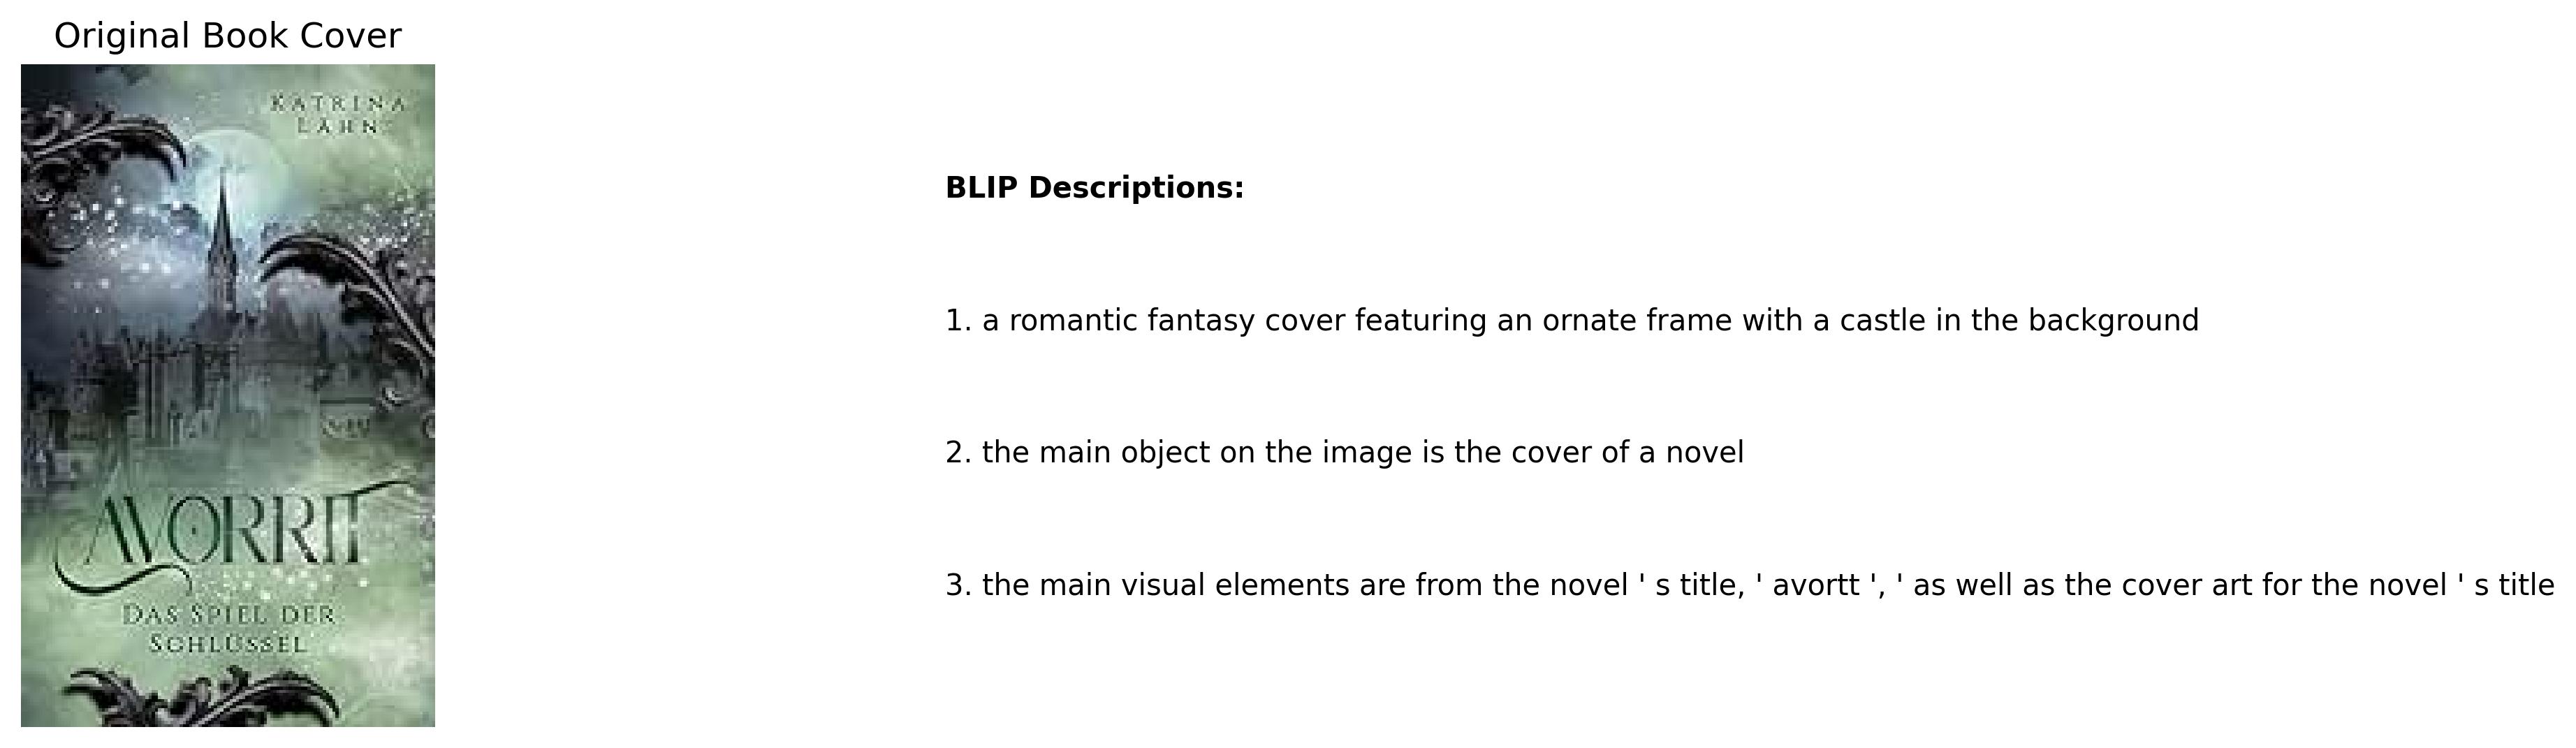 Original Book Cover
KATRINA
LAHN
AVORRIT
DAS SPIEL DER
SCHLÜSSEL
BLIP Descriptions:
1. a romantic fantasy cover featuring an ornate frame with a castle in the background
2. the main object on the image is the cover of a novel
3. the main visual elements are from the novel ' s title, ' avortt ', ' as well as the cover art for the novel ' s title